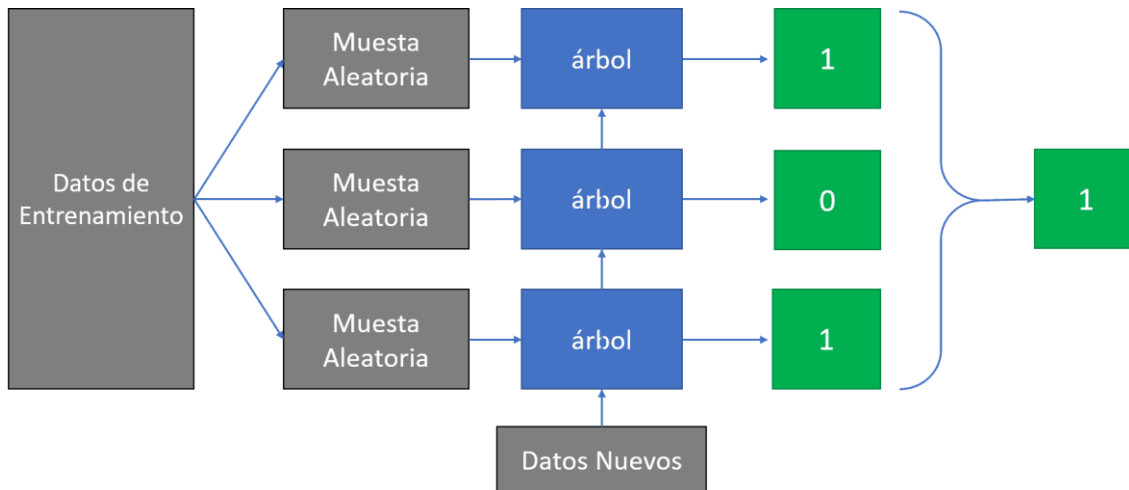 Datos de
Entrenamiento
Muesta
Aleatoria
árbol
1
Muesta
Aleatoria
árbol
0
1
Muesta
Aleatoria
árbol
1
Datos Nuevos